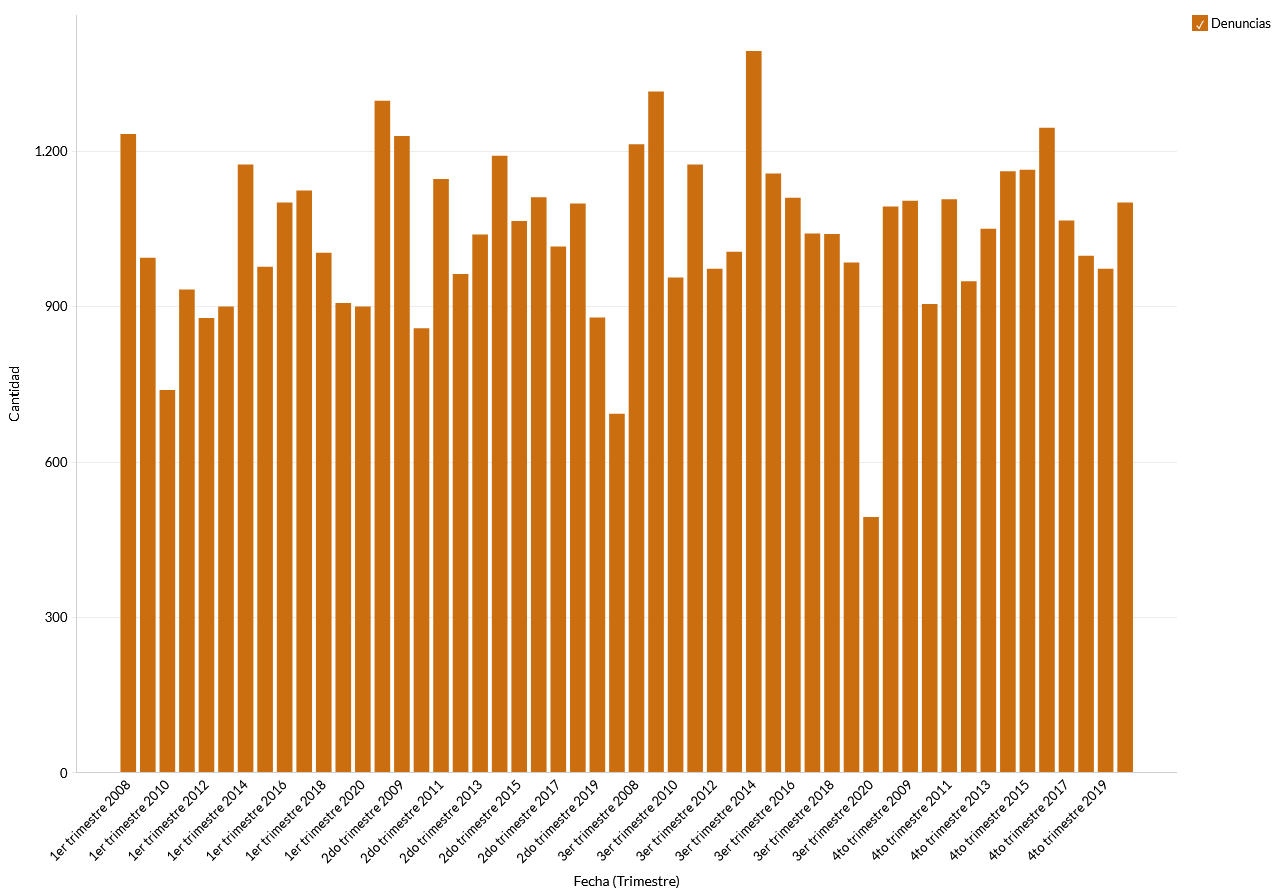 Denuncias
1.200
900
600
300
0
Cantidad
1er trimestre 2008
1er trimestre 2010
1er trimestre 2012
1er trimestre 2014
1er trimestre 2016
1er trimestre 2018
1er trimestre 2020
2do trimestre 2009
2do trimestre 2011
2do trimestre 2013
2do trimestre 2015
2do trimestre 2017
2do trimestre 2019
3er trimestre 2008
3er trimestre 2010
3er trimestre 2012
3er trimestre 2014
3er trimestre 2016
3er trimestre 2018
3er trimestre 2020
4to trimestre 2009
4to trimestre 2011
4to trimestre 2013
4to trimestre 2015
4to trimestre 2017
4to trimestre 2019
Fecha (Trimestre)